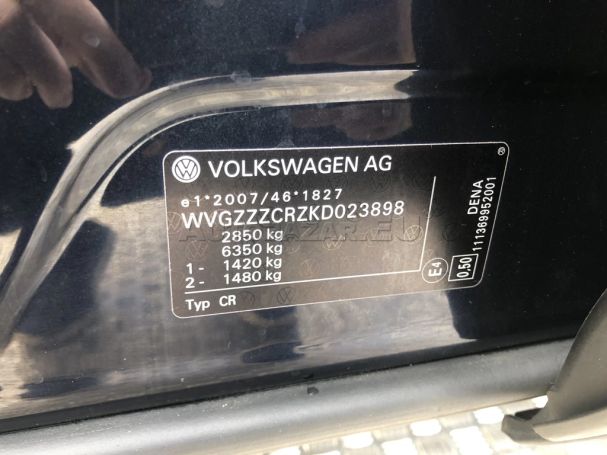 VOLKSWAGEN AG
e1*2007/46*1827
WVGZZZCRZKD023898
2850 kg
6350 kg
1 - 1420 kg
2 - 1480 kg
Typ CR
E4
0,50
DENA
111369952001